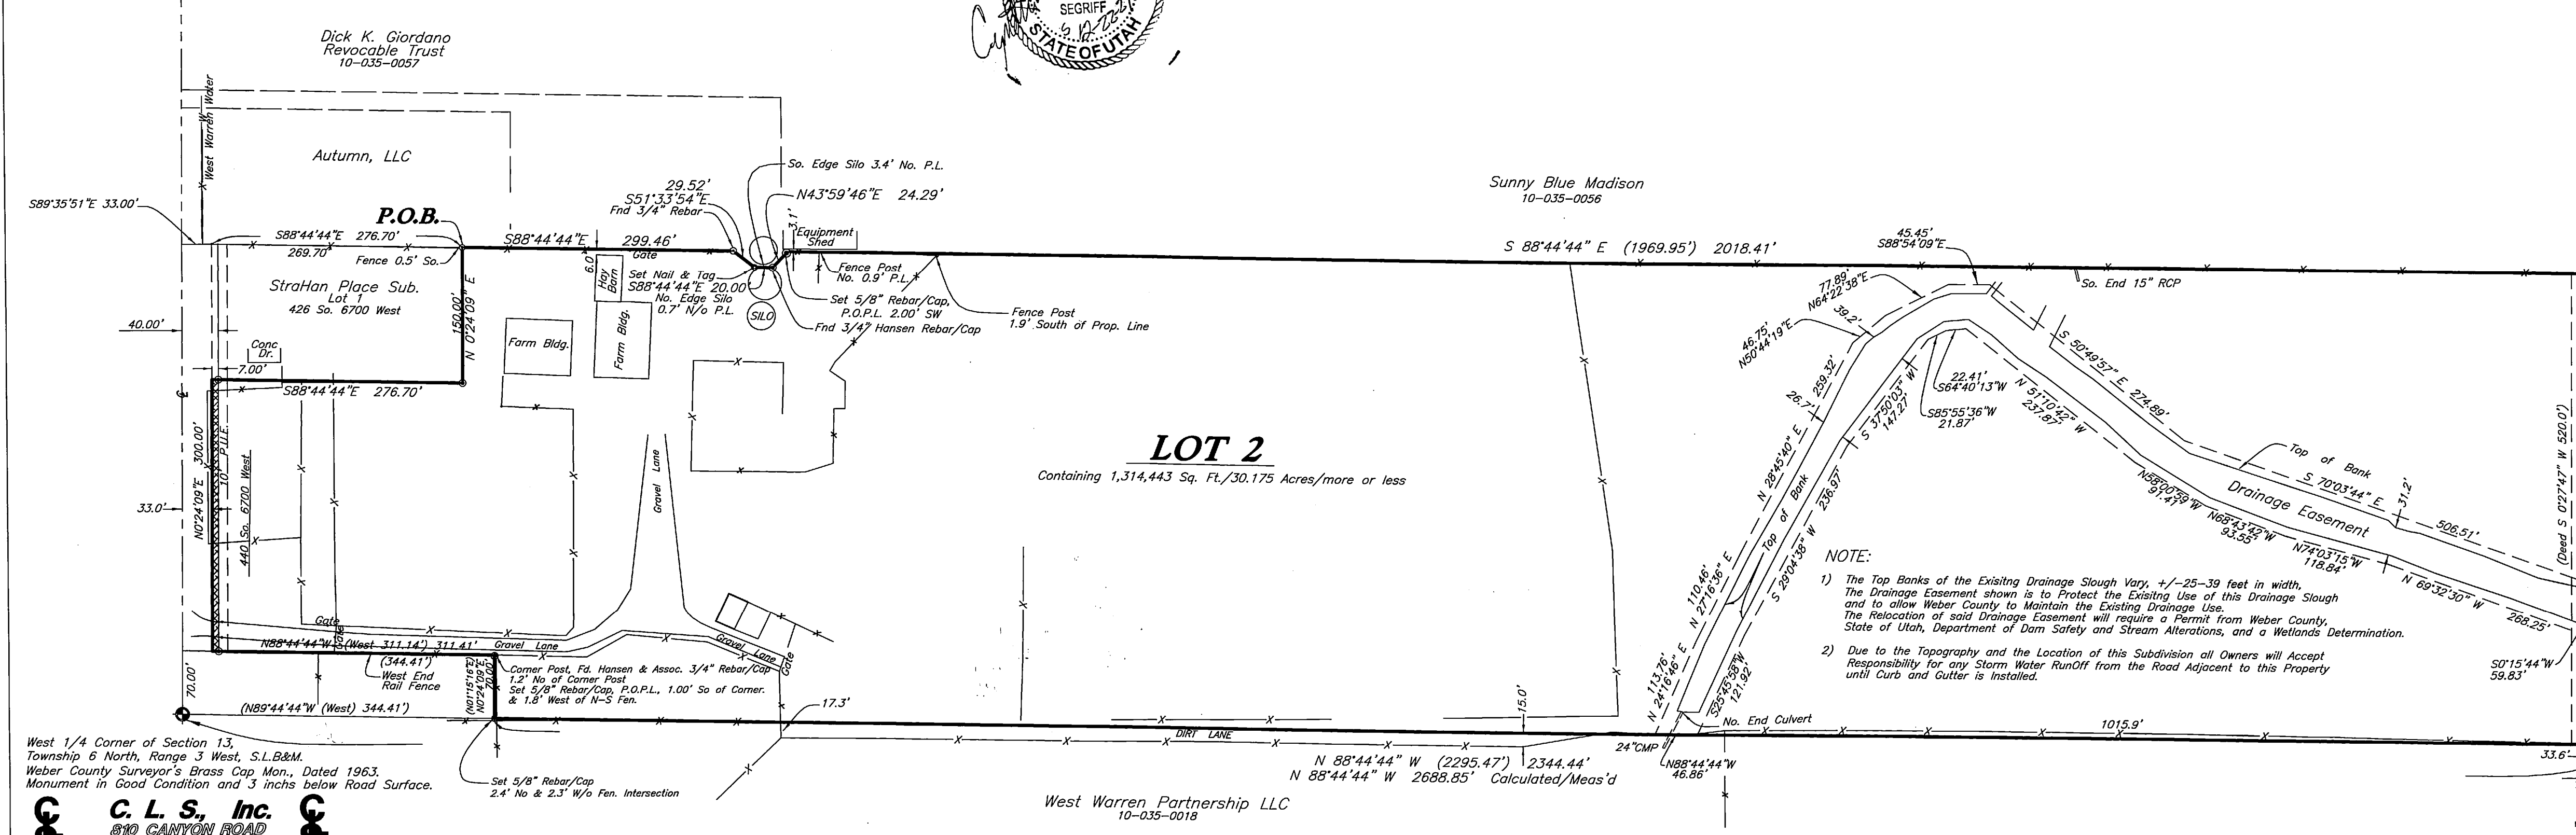 SEGRIFF
STATE OF UTAH
Dick K. Giordano
Revocable Trust
10-035-0057
West Warren Water
Autumn, LLC
S89°35'51"E 33.00'
P.O.B.
S88°44'44"E 276.70'
269.70'
Fence 0.5' So.
StraHan Place Sub.
Lot 1
426 So. 6700 West
40.00'
Conc
Dr.
7.00'
S88°44'44"E 276.70'
150.00'
N 0°24'09" E
S88°44'44"E 299.46'
Gate
29.52'
S51°33'54"E
Fnd 3/4" Rebar
So. Edge Silo 3.4' No. P.L.
N43°59'46"E 24.29'
3.1'
Equipment
Shed
6.0'
Hay
Barn
Set Nail & Tag
S88°44'44"E 20.00'
No. Edge Silo
0.7' N/o P.L.
SILO
Fence Post
No. 0.9' P.L.
Set 5/8" Rebar/Cap,
P.O.P.L. 2.00' SW
Fnd 3/4" Hansen Rebar/Cap
Fence Post
1.9' South of Prop. Line
Farm Bldg.
Farm Bldg.
Sunny Blue Madison
10-035-0056
S 88°44'44" E (1969.95') 2018.41'
45.45'
S88°54'09"E
So. End 15" RCP
77.89'
N64°22'38"E
39.2'
46.75'
N50°44'19"E
259.32'
26.7'
N 28°45'40" E
S 37°50'03" W
147.27'
22.41'
S64°40'13"W
S85°55'36"W
21.87'
N 51°10'42" W
237.87'
S 50°49'57" E 274.89'
Top of Bank
S 70°03'44" E
506.51'
31.2'
Drainage Easement
N58°00'59"W
91.47'
N68°43'42"W
93.55'
N74°03'15"W
118.84'
N 69°32'30" W
268.25'
(Deed S 0°27'47" W 520.0')
S0°15'44"W
59.83'
LOT 2
Containing 1,314,443 Sq. Ft./30.175 Acres/more or less
N0°24'09"E 300.00'
10' P.U.E.
440 So. 6700 West
33.0'
Gravel Lane
Top of Bank
236.97'
S 29°04'38" W
110.46'
N 27°16'36" E
113.76'
N 24°16'46" E
S25°45'58"W
121.92'
NOTE:
1) The Top Banks of the Exisitng Drainage Slough Vary, +/-25-39 feet in width,
The Drainage Easement shown is to Protect the Exisitng Use of this Drainage Slough
and to allow Weber County to Maintain the Existing Drainage Use.
The Relocation of said Drainage Easement will require a Permit from Weber County,
State of Utah, Department of Dam Safety and Stream Alterations, and a Wetlands Determination.
2) Due to the Topography and the Location of this Subdivision all Owners will Accept
Responsibility for any Storm Water RunOff from the Road Adjacent to this Property
until Curb and Gutter is Installed.
Gate
Gate
N88°44'44"W (West 311.14') 311.41'
Gravel Lane
Gravel Lane
Gate
(344.41')
West End
Rail Fence
(N01°15'16"E)
N0°24'09"E
70.00'
Corner Post, Fd. Hansen & Assoc. 3/4" Rebar/Cap
1.2' No of Corner Post
Set 5/8" Rebar/Cap, P.O.P.L., 1.00' So of Corner.
& 1.8' West of N-S Fen.
70.00'
(N89°44'44"W (West) 344.41')
17.3'
15.0'
No. End Culvert
1015.9'
DIRT LANE
24"CMP
33.6'
N88°44'44"W
46.86'
N 88°44'44" W (2295.47') 2344.44'
N 88°44'44" W 2688.85' Calculated/Meas'd
West 1/4 Corner of Section 13,
Township 6 North, Range 3 West, S.L.B&M.
Weber County Surveyor's Brass Cap Mon., Dated 1963.
Monument in Good Condition and 3 inchs below Road Surface.
Set 5/8" Rebar/Cap
2.4' No & 2.3' W/o Fen. Intersection
West Warren Partnership LLC
10-035-0018
C. L. S., Inc.
810 CANYON ROAD